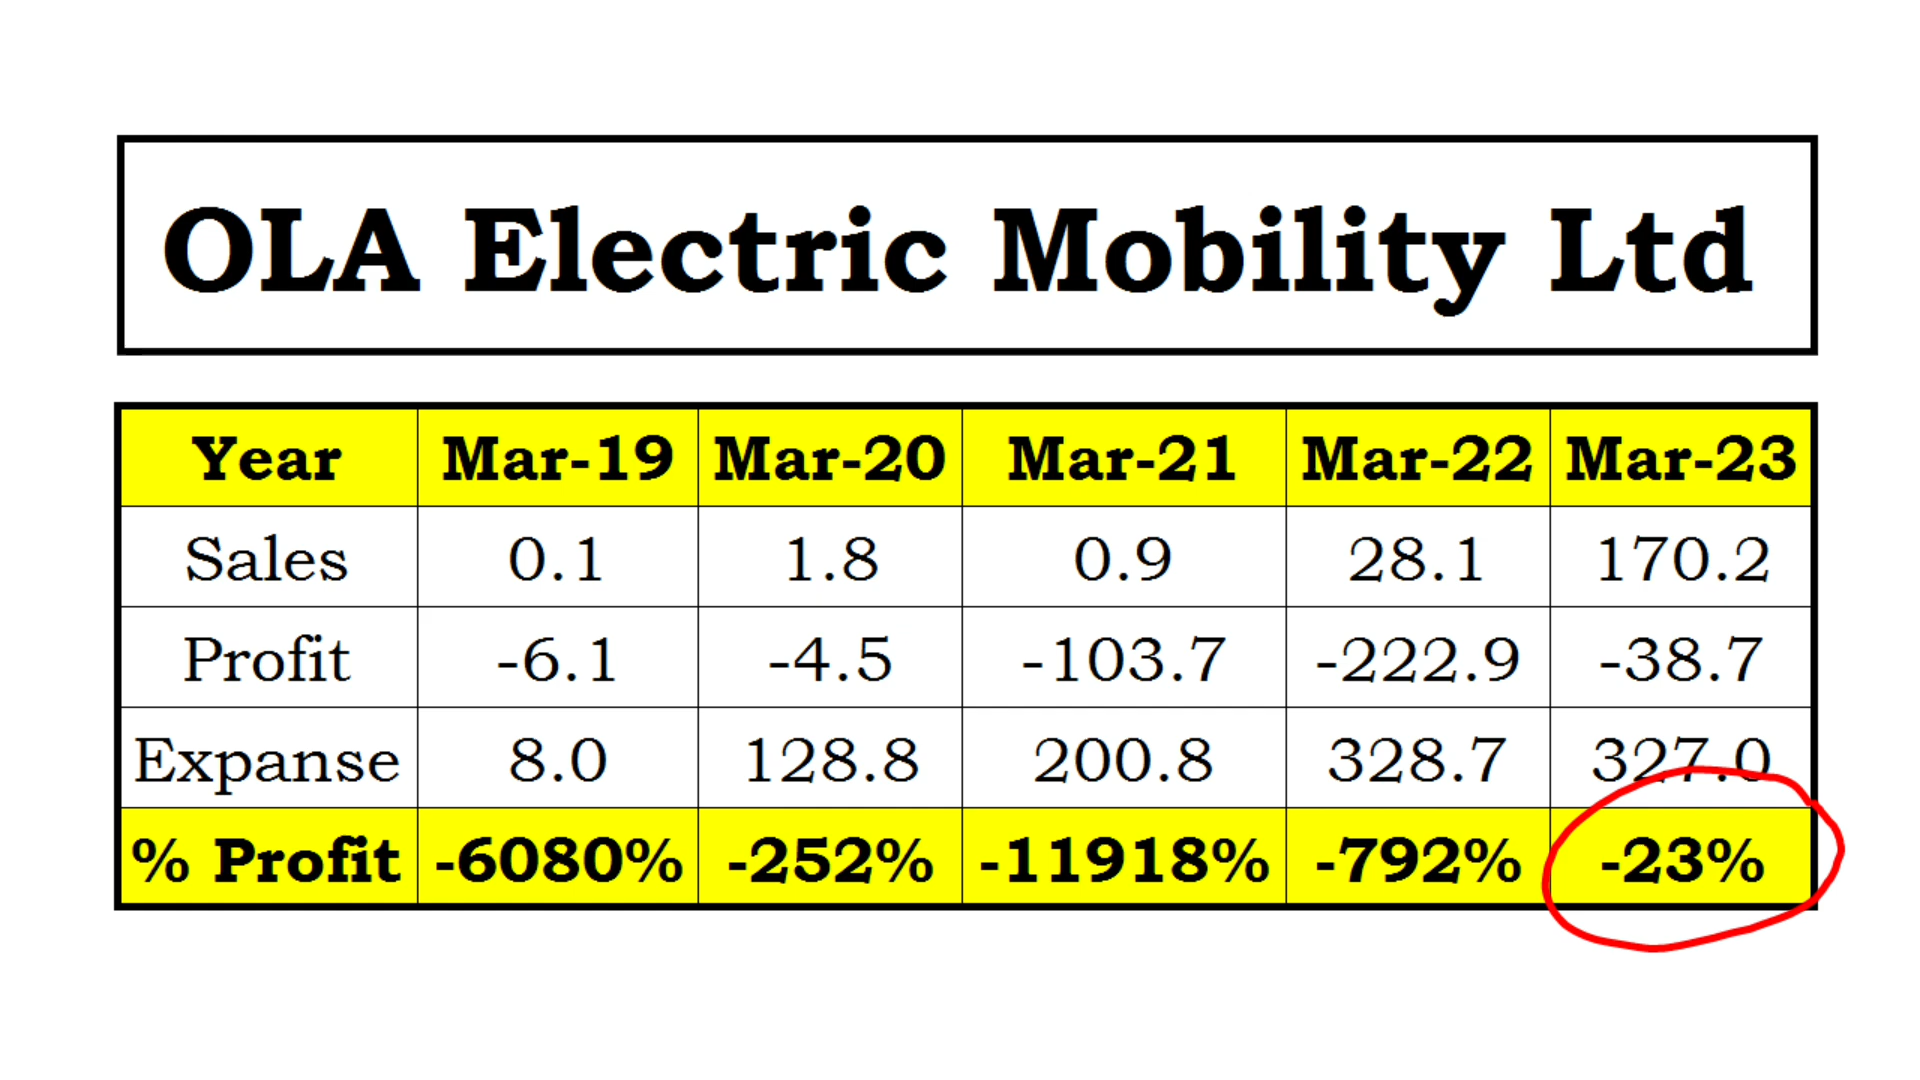 OLA Electric Mobility Ltd
Year Mar-19 Mar-20 Mar-21 Mar-22 Mar-23
Sales 0.1 1.8 0.9 28.1 170.2
Profit -6.1 -4.5 -103.7 -222.9 -38.7
Expanse 8.0 128.8 200.8 328.7 327.0
% Profit -6080% -252% -11918% -792% -23%